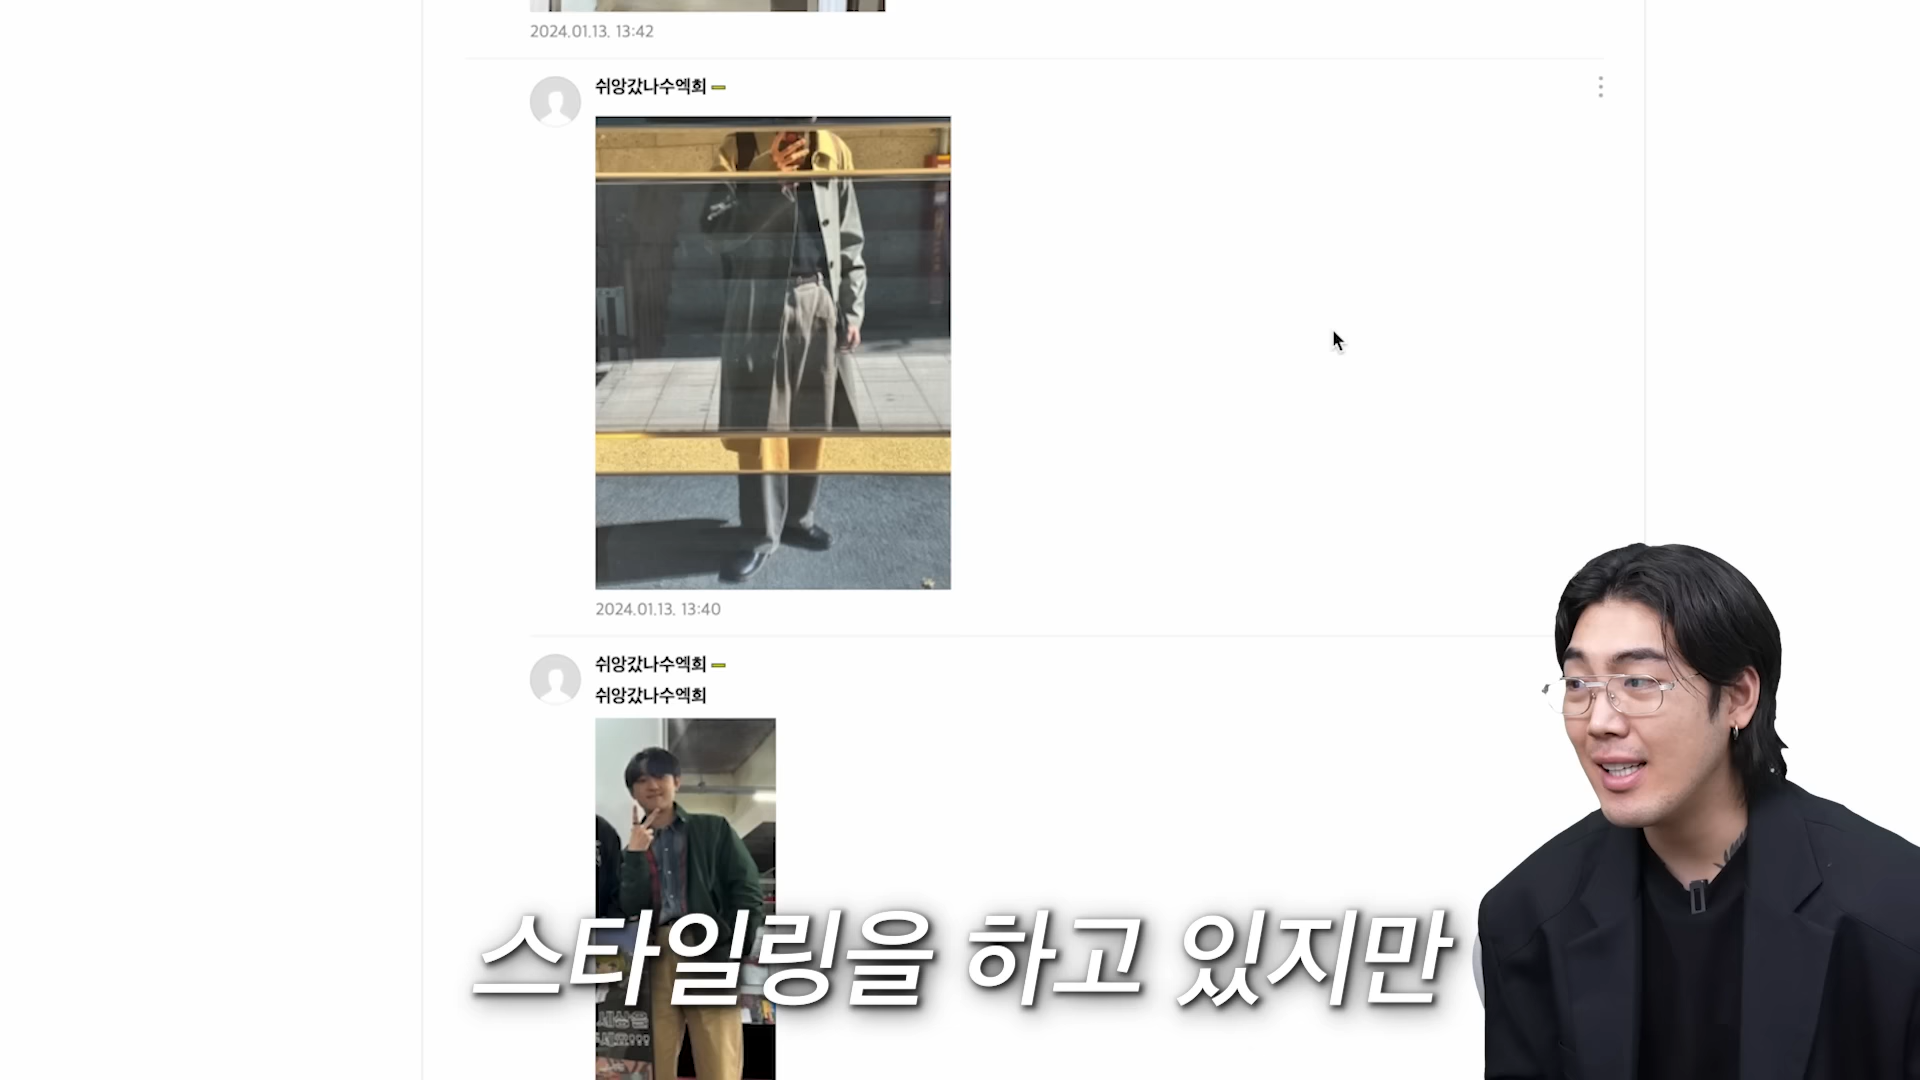 2024.01.13. 13:42
쉬앙갔나수엑희
2024.01.13. 13:40
쉬앙갔나수엑희
쉬앙갔나수엑희
스타일링을 하고 있지만